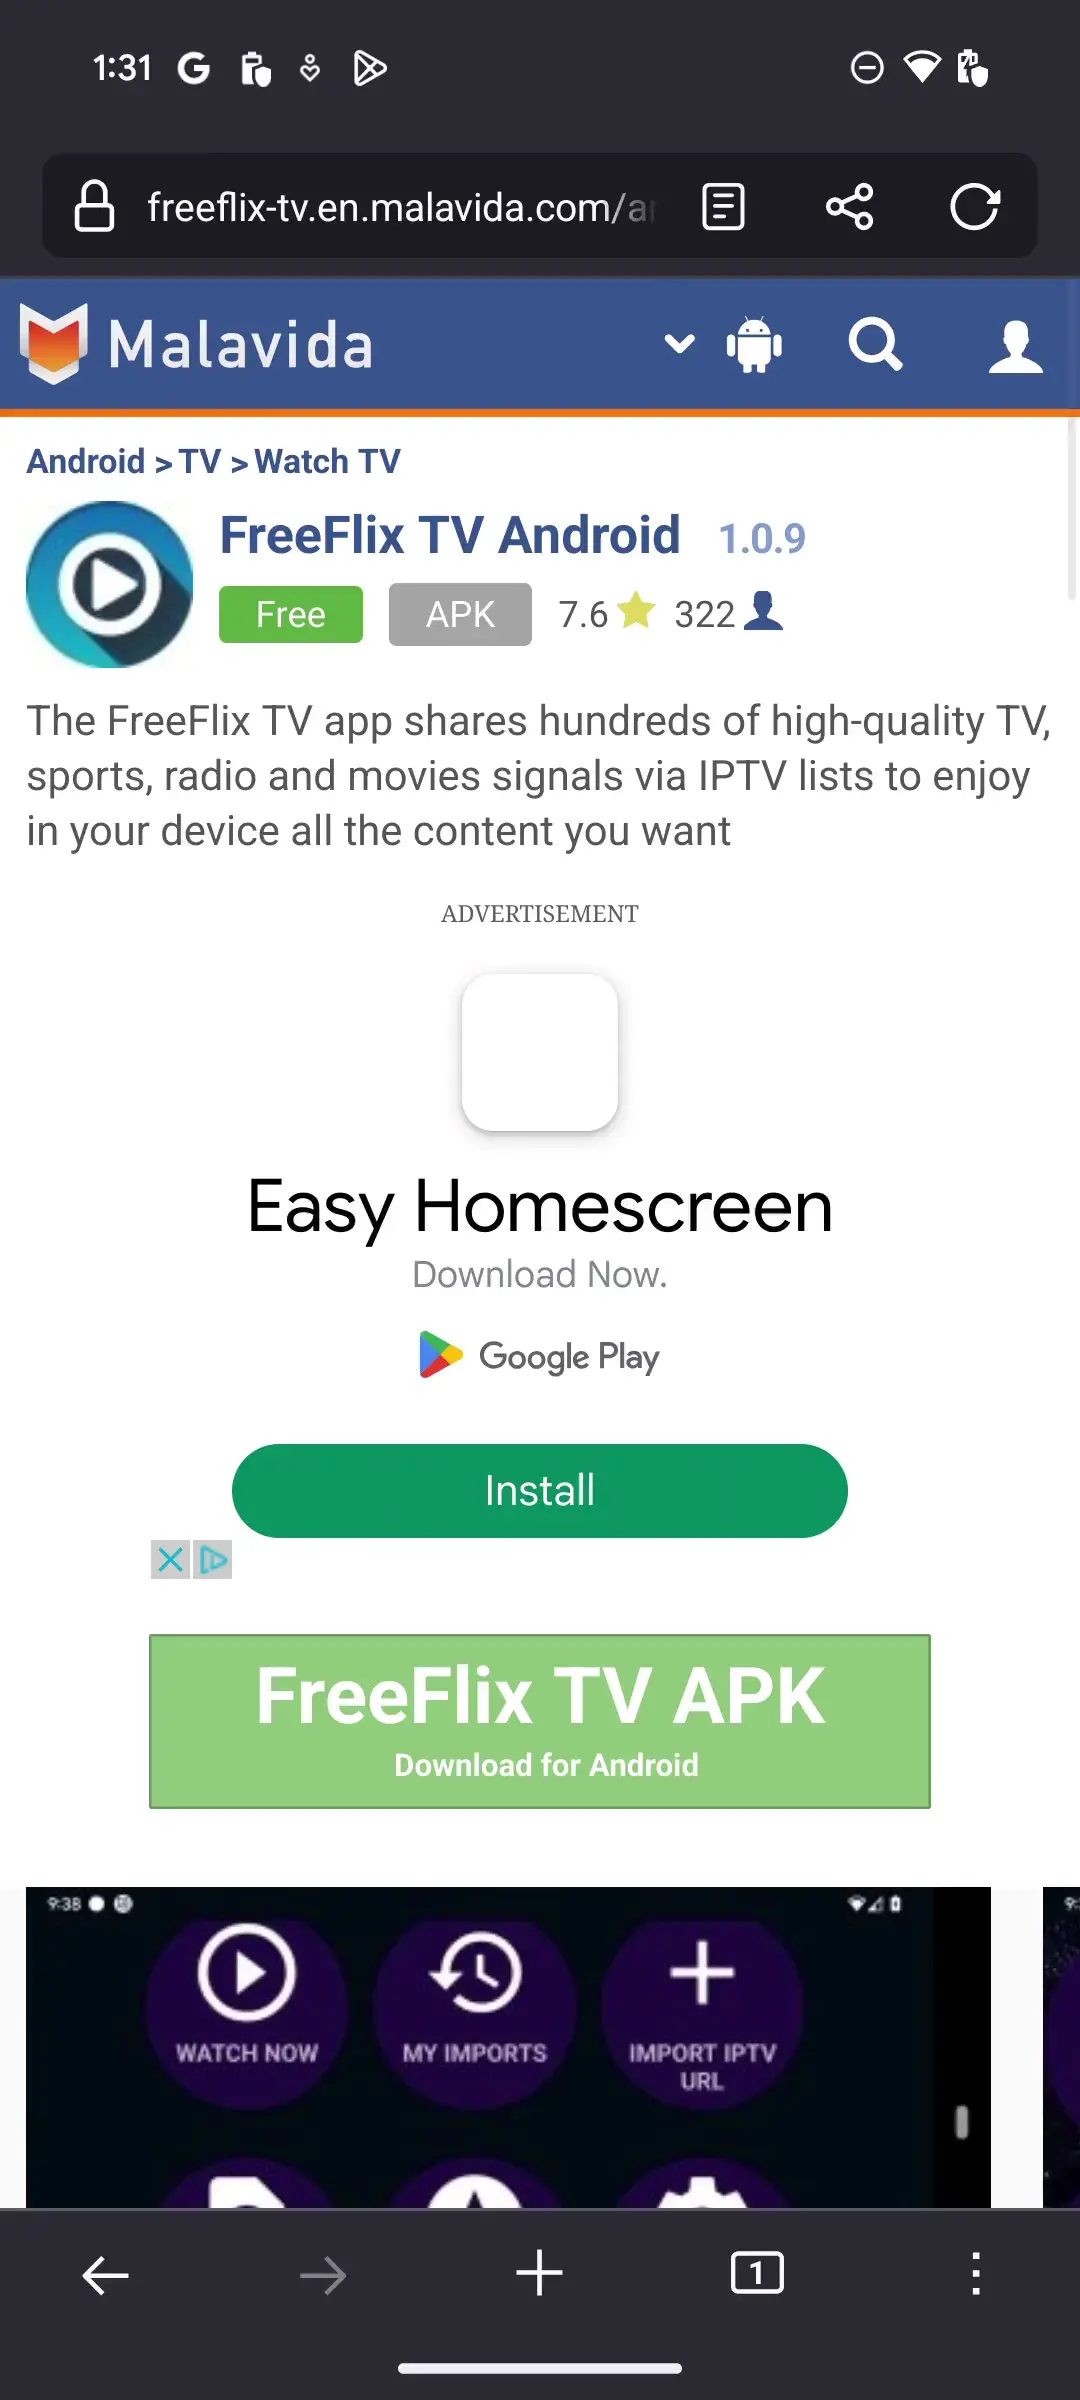 1:31
freeflix-tv.en.malavida.com/a
Malavida
Android > TV > Watch TV
FreeFlix TV Android 1.0.9
Free APK 7.6 322
The FreeFlix TV app shares hundreds of high-quality TV,
sports, radio and movies signals via IPTV lists to enjoy
in your device all the content you want
ADVERTISEMENT
Easy Homescreen
Download Now.
Google Play
Install
FreeFlix TV APK
Download for Android
9:38
WATCH NOW MY IMPORTS IMPORT IPTV
URL
1